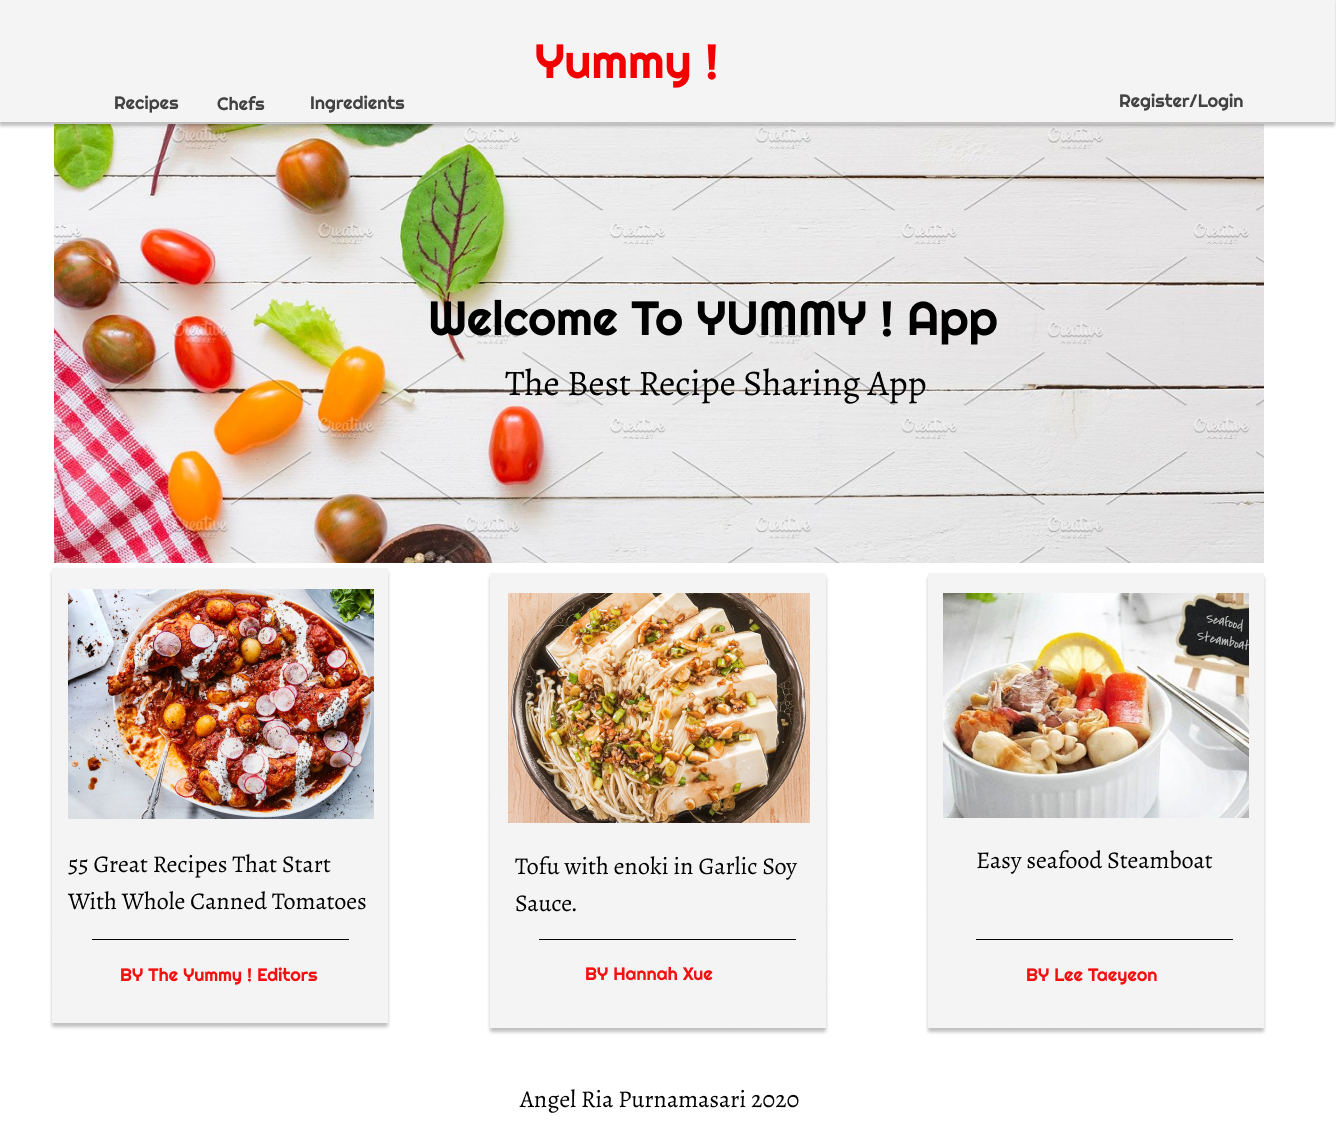 Yummy !
Recipes Chefs Ingredients Register/Login
Welcome To YUMMY ! App
The Best Recipe Sharing App
Seafood
Steamboat
55 Great Recipes That Start
With Whole Canned Tomatoes
Tofu with enoki in Garlic Soy
Sauce.
Easy seafood Steamboat
BY The Yummy ! Editors
BY Hannah Xue
BY Lee Taeyeon
Angel Ria Purnamasari 2020